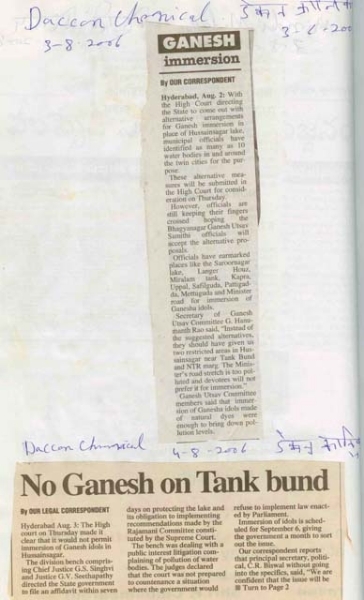 Daccan Chemical
3-8-2006
GANESH
immersion
By OUR CORRESPONDENT
Hyderabad, Aug. 2: With
the High Court directing
the State to come out with
alternative arrangements
for Ganesh immersion in
place of Hussainsagar lake,
municipal officials have
identified as many as 10
water bodies in and around
the twin cities for the pur-
pose.
These alternative mea-
sures will be submitted in
the High Court for consid-
eration on Thursday.
However, officials are
still keeping their fingers
crossed hoping the
Bhagyanagar Ganesh Utsav
Samithi officials will
accept the alternative pro-
posals.
Officials have earmarked
places like the Saroornagar
lake, Langer Houz,
Miralam tank, Kapra,
Uppal, Safilguda, Pattigad-
da, Mettuguda and Minister
road for immersion of
Ganesha idols.
Secretary of Ganesh
Utsav Committee G. Hanu-
manth Rao said, "Instead of
the suggested alternatives,
they should have given us
two restricted areas in Hus-
sainsagar near Tank Bund
and NTR marg. The Minis-
ter's road stretch is too pol-
luted and devotees will not
prefer it for immersion."
Ganesh Utsav Committee
members said that immer-
sion of Ganesha idols made
of natural dyes were
enough to bring down pol-
lution levels.
Daccan Chemical
4-8-2006
No Ganesh on Tank bund
By OUR LEGAL CORRESPONDENT
Hyderabad Aug. 3: The High
court on Thursday made it
clear that it would not permit
immersion of Ganesh idols in
Hussainsagar.
The division bench comprising
Chief Justice G.S. Singhvi
and Justice G.V. Seethapathy
directed the State government
to file an affidavit within seven
days on protecting the lake and
its obligation to implementing
recommendations made by the
Rajamani Committee consti-
tuted by the Supreme Court.
The bench was dealing with a
public interest litigation com-
plaining of pollution of water
bodies. The judges declared
that the court was not prepared
to countenance a situation
where the government would
refuse to implement law enact-
ed by Parliament.
Immersion of idols is sched-
uled for September 6, giving
the government a month to sort
out the issue.
Our correspondent reports
that principal secretary, politi-
cal, C.R. Biswal without going
into the specifics, said, "We are
confident that the issue will be
Turn to Page 2